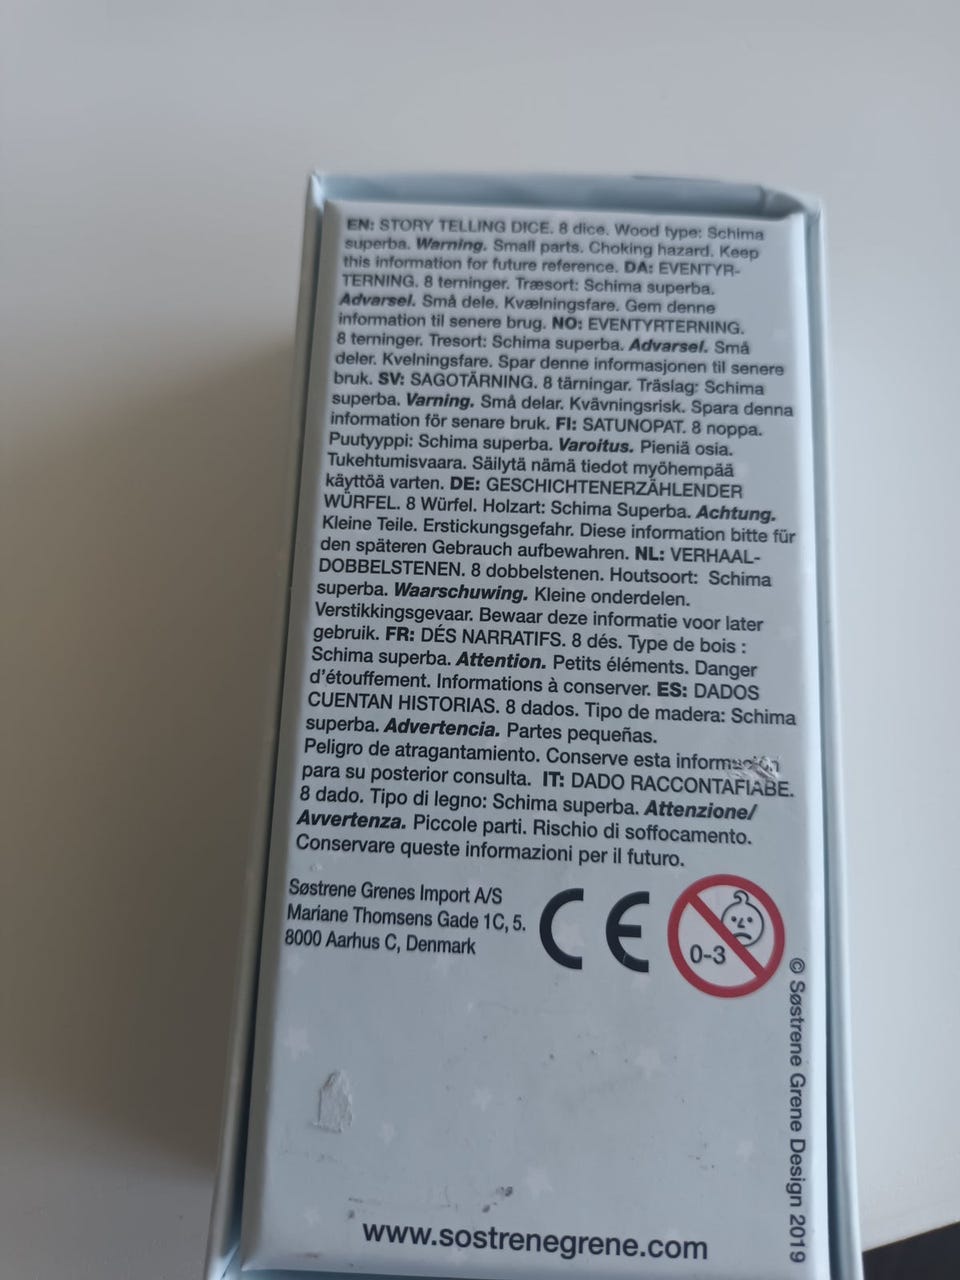 EN: STORY TELLING DICE. 8 dice. Wood type: Schima
superba. Warning. Small parts. Choking hazard. Keep
this information for future reference. DA: EVENTYR-
TERNING. 8 terninger. Træsort: Schima superba.
Advarsel. Små dele. Kvælningsfare. Gem denne
information til senere brug. NO: EVENTYRTERNING.
8 terninger. Tresort: Schima superba. Advarsel. Små
deler. Kvelningsfare. Spar denne informasjonen til senere
bruk. SV: SAGOTÄRNING. 8 tärningar. Träslag: Schima
superba. Varning. Små delar. Kvävningsrisk. Spara denna
information för senare bruk. FI: SATUNOPAT. 8 noppa.
Puutyyppi: Schima superba. Varoitus. Pieniä osia.
Tukehtumisvaara. Säilytä nämä tiedot myöhempää
käyttöä varten. DE: GESCHICHTENERZÄHLENDER
WÜRFEL. 8 Würfel. Holzart: Schima Superba. Achtung.
Kleine Teile. Erstickungsgefahr. Diese information bitte für
den späteren Gebrauch aufbewahren. NL: VERHAAL-
DOBBELSTENEN. 8 dobbelstenen. Houtsoort: Schima
superba. Waarschuwing. Kleine onderdelen.
Verstikkingsgevaar. Bewaar deze informatie voor later
gebruik. FR: DÉS NARRATIFS. 8 dés. Type de bois :
Schima superba. Attention. Petits éléments. Danger
d'étouffement. Informations à conserver. ES: DADOS
CUENTAN HISTORIAS. 8 dados. Tipo de madera: Schima
superba. Advertencia. Partes pequeñas.
Peligro de atragantamiento. Conserve esta información
para su posterior consulta. IT: DADO RACCONTAFIABE.
8 dado. Tipo di legno: Schima superba. Attenzione/
Avvertenza. Piccole parti. Rischio di soffocamento.
Conservare queste informazioni per il futuro.
Søstrene Grenes Import A/S
Mariane Thomsens Gade 1C, 5.
8000 Aarhus C, Denmark
CE
0-3
© Søstrene Grene Design 2019
www.sostrenegrene.com